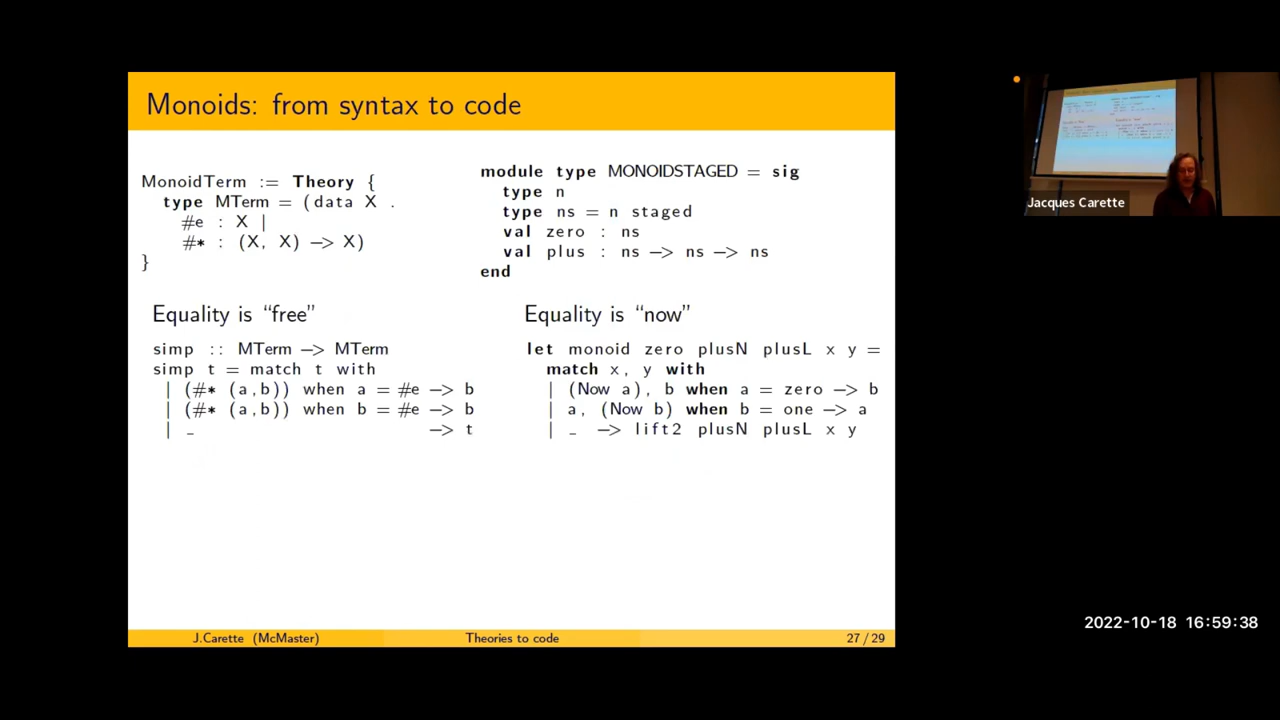 Monoids: from syntax to code
MonoidTerm := Theory {
type MTerm = (data X .
#e : X |
#* : (X, X) -> X)
}
module type MONOIDSTAGED = sig
type n
type ns = n staged
val zero : ns
val plus : ns -> ns -> ns
end
Equality is “free”
simp :: MTerm -> MTerm
simp t = match t with
| (#* (a,b)) when a = #e -> b
| (#* (a,b)) when b = #e -> b
| _ -> t
Equality is “now”
let monoid zero plusN plusL x y =
match x, y with
| (Now a), b when a = zero -> b
| a, (Now b) when b = one -> a
| _ -> lift2 plusN plusL x y
J.Carette (McMaster)
Theories to code
27 / 29
Jacques Carette
2022-10-18 16:59:38